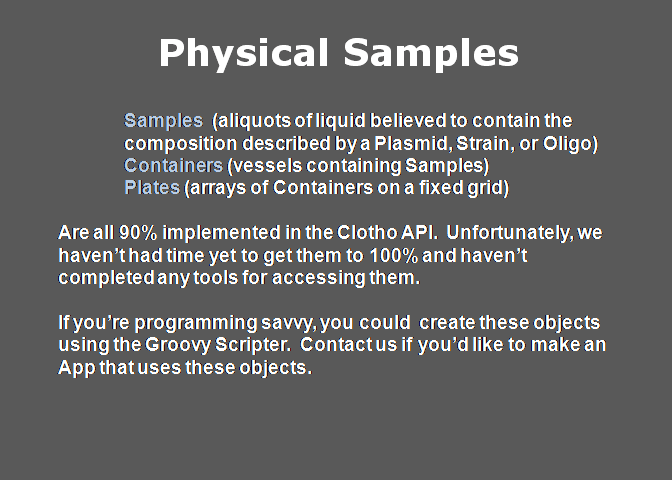 Physical Samples
Samples  (aliquots of liquid believed to contain the
composition described by a Plasmid, Strain, or Oligo)
Containers (vessels containing Samples)
Plates (arrays of Containers on a fixed grid)
Are all 90% implemented in the Clotho API.  Unfortunately, we
haven’t had time yet to get them to 100% and haven’t
completed any tools for accessing them.
If you’re programming savvy, you could  create these objects
using the Groovy Scripter.  Contact us if you’d like to make an
App that uses these objects.